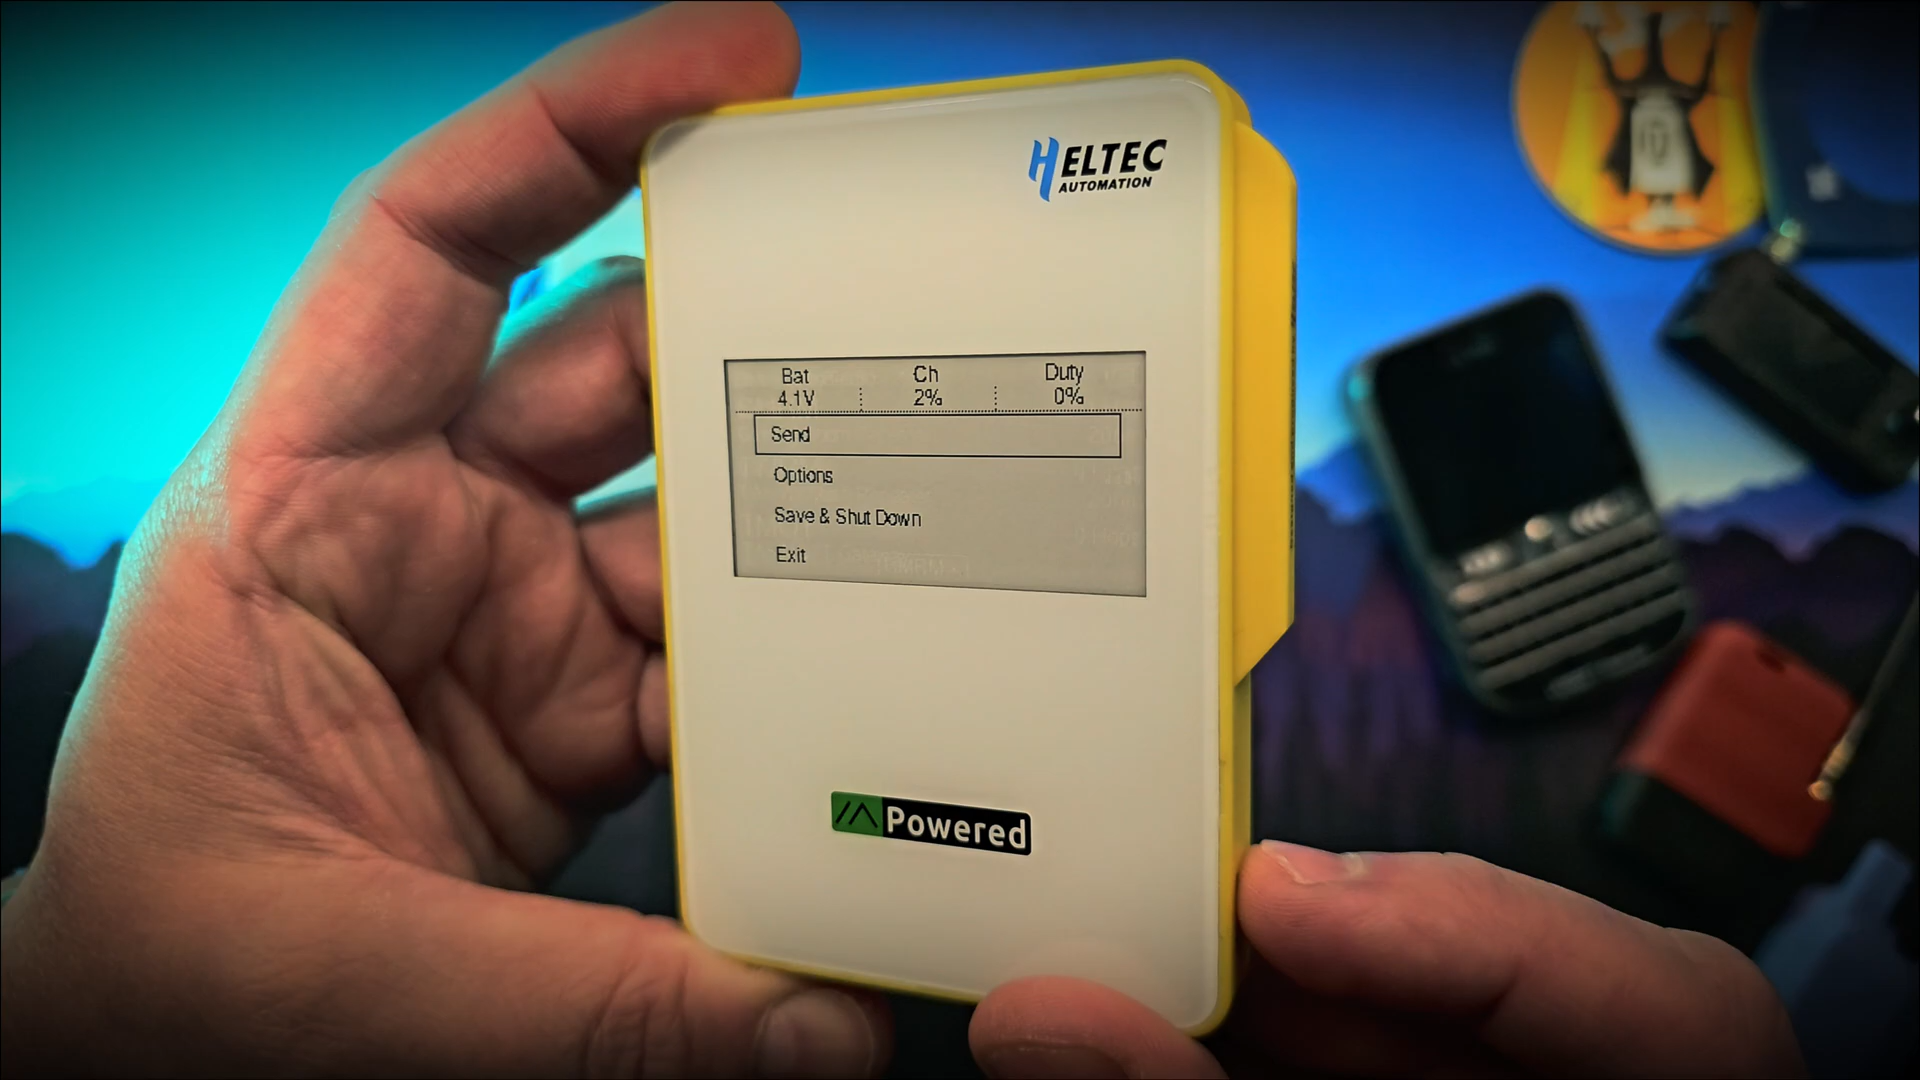 HELTEC
AUTOMATION
Bat Ch Duty
4.1V 2% 0%
Send
Options
Save & Shut Down
Exit
Powered